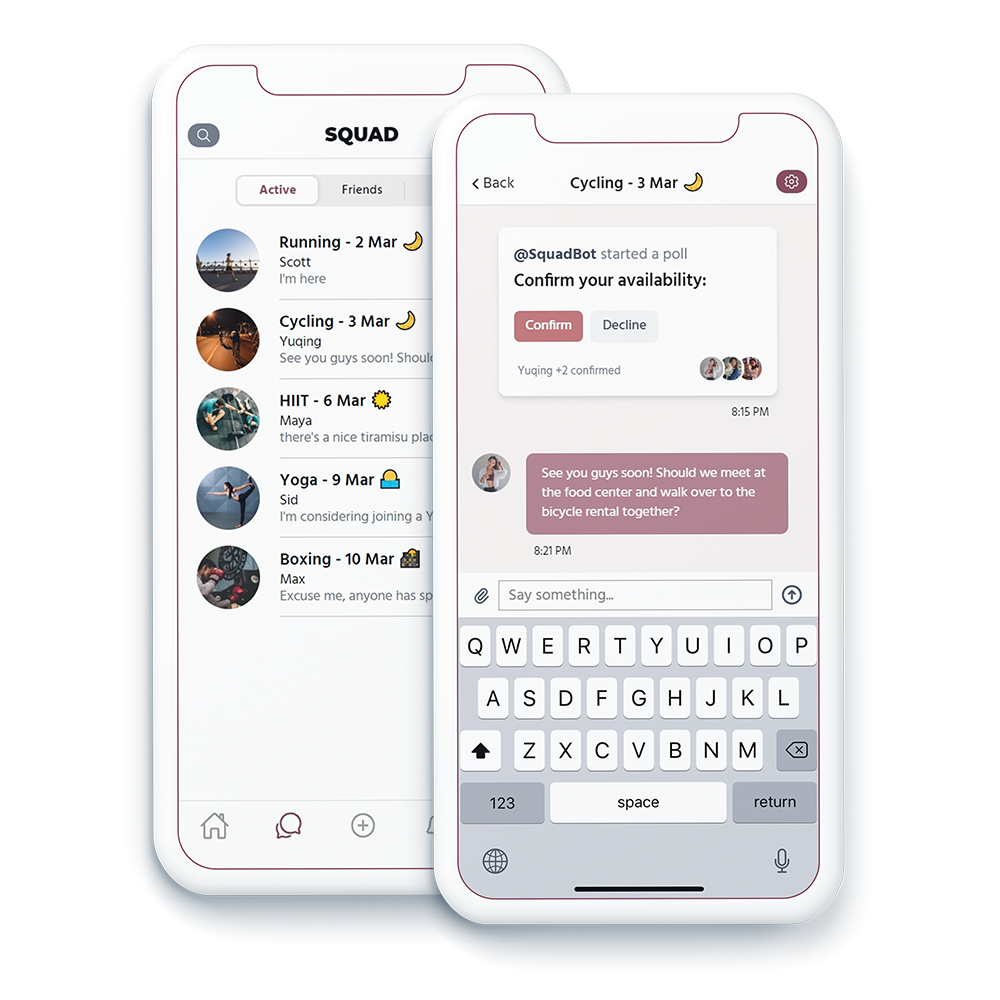 SQUAD
Active Friends
Running - 2 Mar 🌙
Scott
I'm here
Cycling - 3 Mar 🌙
Yuqing
See you guys soon!
HIIT - 6 Mar
Maya
there's a nice tiramisu
Yoga - 9 Mar
Sid
I'm considering joining a
Boxing - 10 Mar
Max
Excuse me, anyone has
Back
Cycling - 3 Mar 🌙
@SquadBot started a poll
Confirm your availability:
Confirm Decline
Yuqing +2 confirmed
8:15 PM
See you guys soon! Should we meet at
the food center and walk over to the
bicycle rental together?
8:21 PM
Say something...
Q W E R T Y U I O P
A S D F G H J K L
Z X C V B N M
123 space return